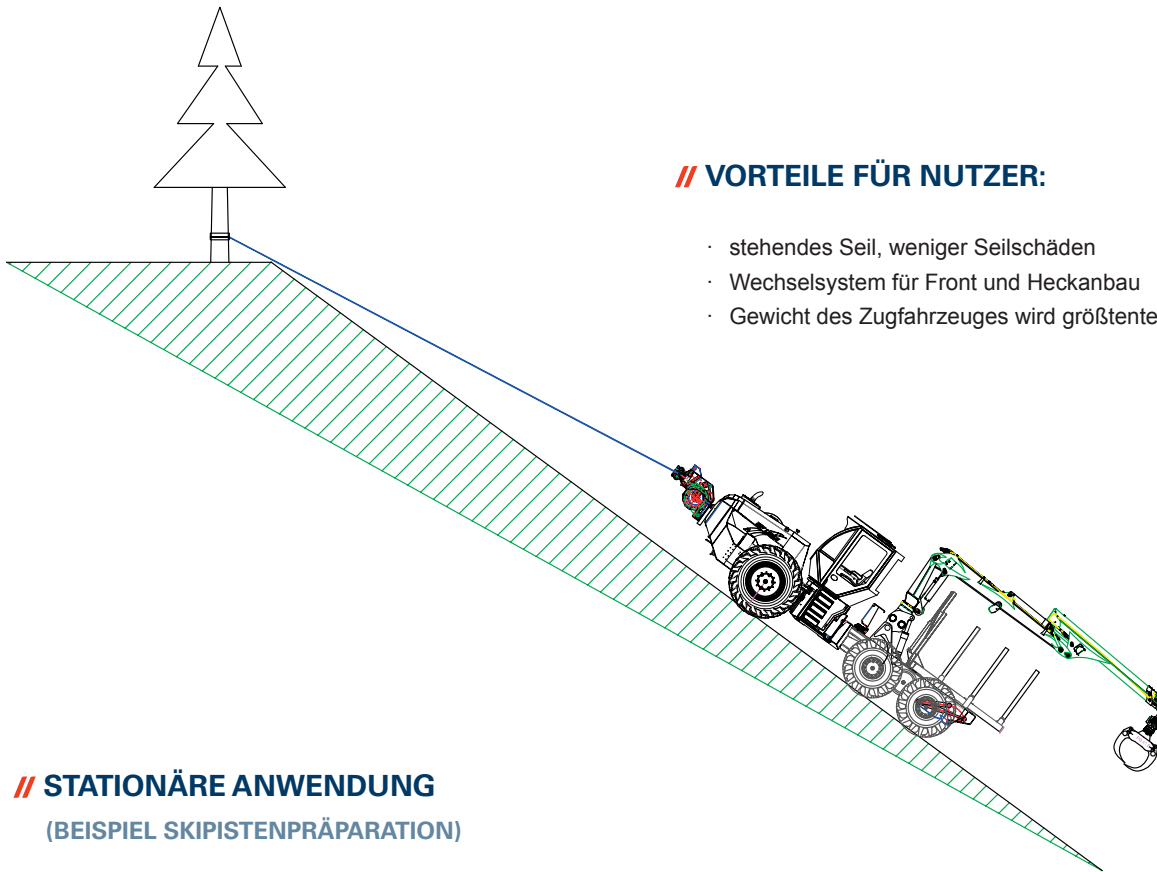 // VORTEILE FÜR NUTZER:
· stehendes Seil, weniger Seilschäden
· Wechselsystem für Front und Heckanbau
· Gewicht des Zugfahrzeuges wird größtente
// STATIONÄRE ANWENDUNG
(BEISPIEL SKIPISTENPRÄPARATION)